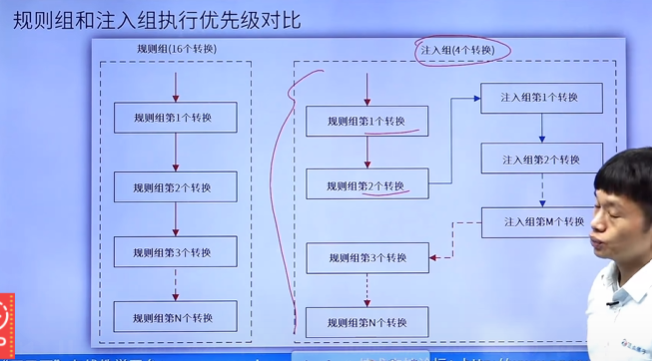 规则组和注入组执行优先级对比
规则组(16个转换)
规则组第1个转换
规则组第2个转换
规则组第3个转换
规则组第N个转换
注入组(4个转换)
规则组第1个转换
规则组第2个转换
规则组第3个转换
规则组第N个转换
注入组第1个转换
注入组第2个转换
注入组第M个转换